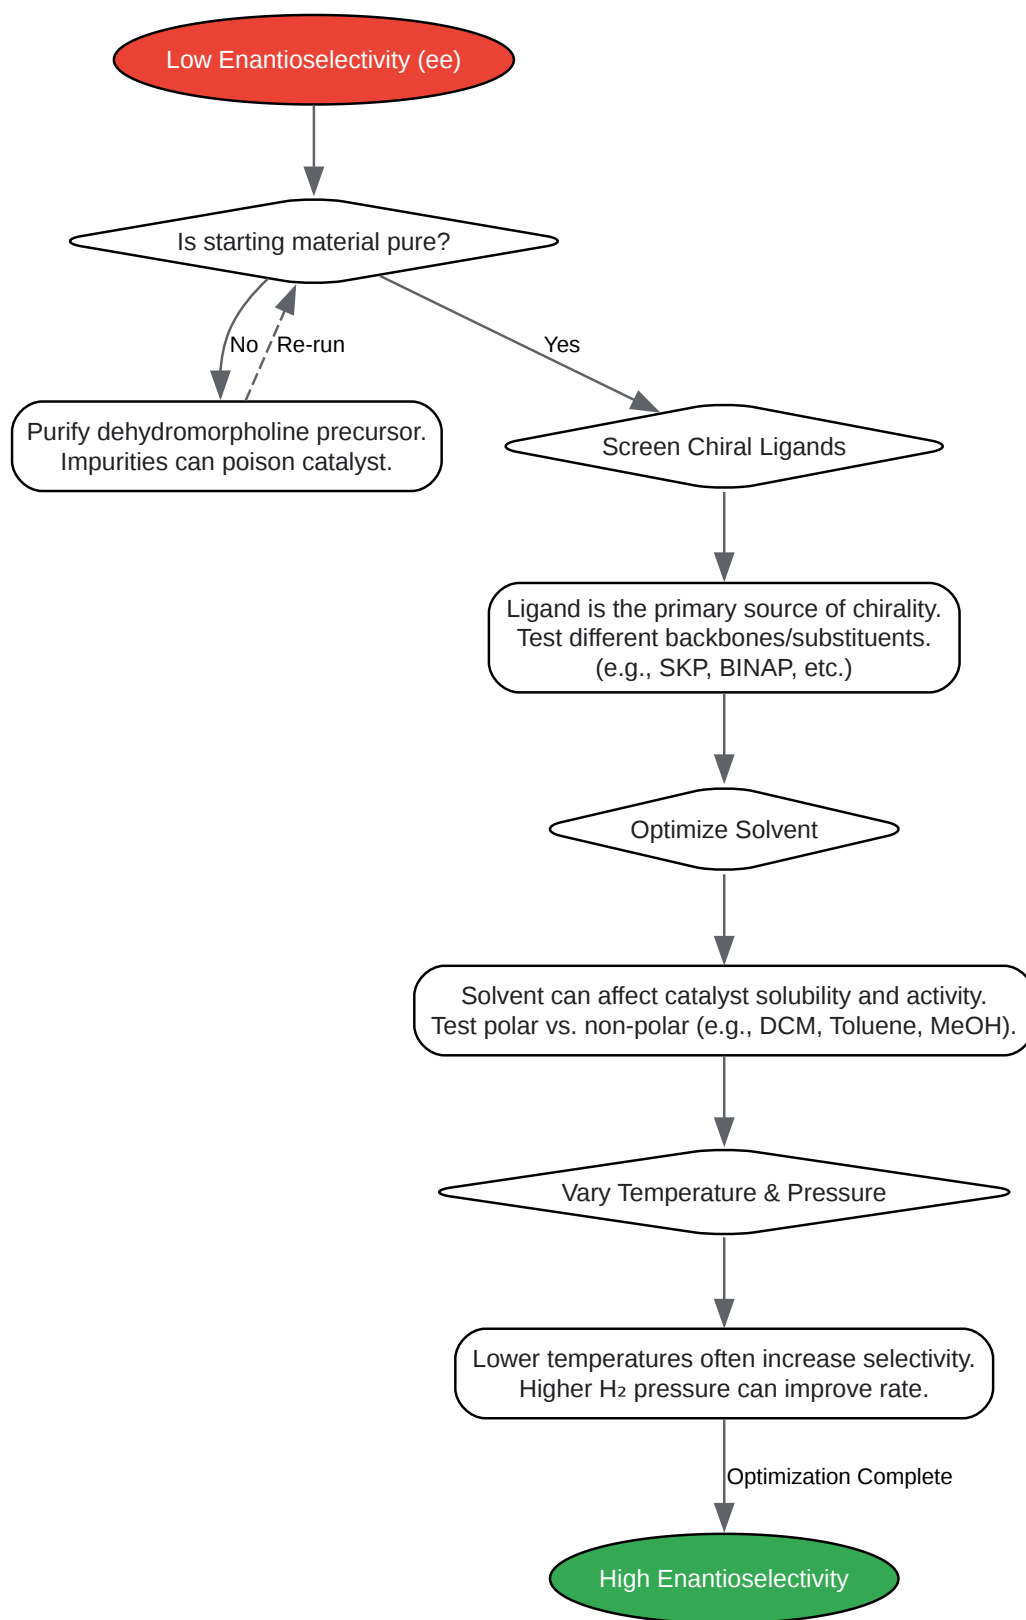 Low Enantioselectivity (ee)
Is starting material pure?
No
Re-run
Yes
Purify dehydromorpholine precursor.
Impurities can poison catalyst.
Screen Chiral Ligands
Ligand is the primary source of chirality.
Test different backbones/substituents.
(e.g., SKP, BINAP, etc.)
Optimize Solvent
Solvent can affect catalyst solubility and activity.
Test polar vs. non-polar (e.g., DCM, Toluene, MeOH).
Vary Temperature & Pressure
Lower temperatures often increase selectivity.
Higher H₂ pressure can improve rate.
Optimization Complete
High Enantioselectivity